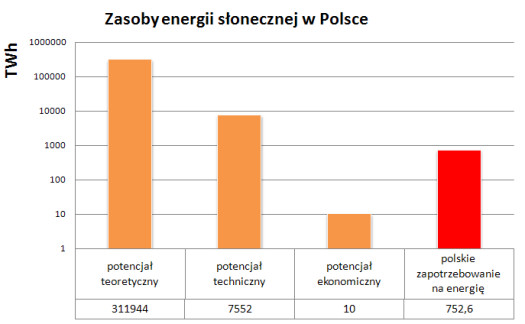 Zasoby energii słonecznej w Polsce
TWh
1000000
100000
10000
1000
100
10
1
potencjał
teoretyczny
potencjał
techniczny
potencjał
ekonomiczny
polskie
zapotrzebowanie
na energię
311944
7552
10
752,6